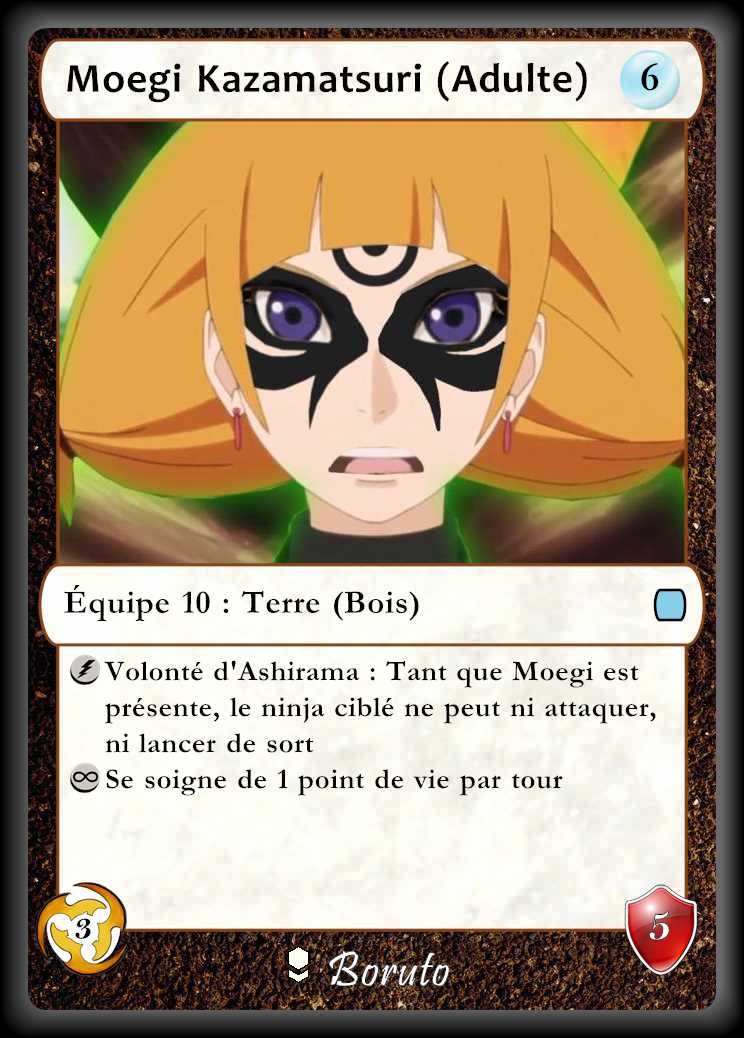 Moegi Kazamatsuri (Adulte)
6
Équipe 10 : Terre (Bois)
Volonté d'Ashirama : Tant que Moegi est
présente, le ninja ciblé ne peut ni attaquer,
ni lancer de sort
Se soigne de 1 point de vie par tour
3
5
Boruto